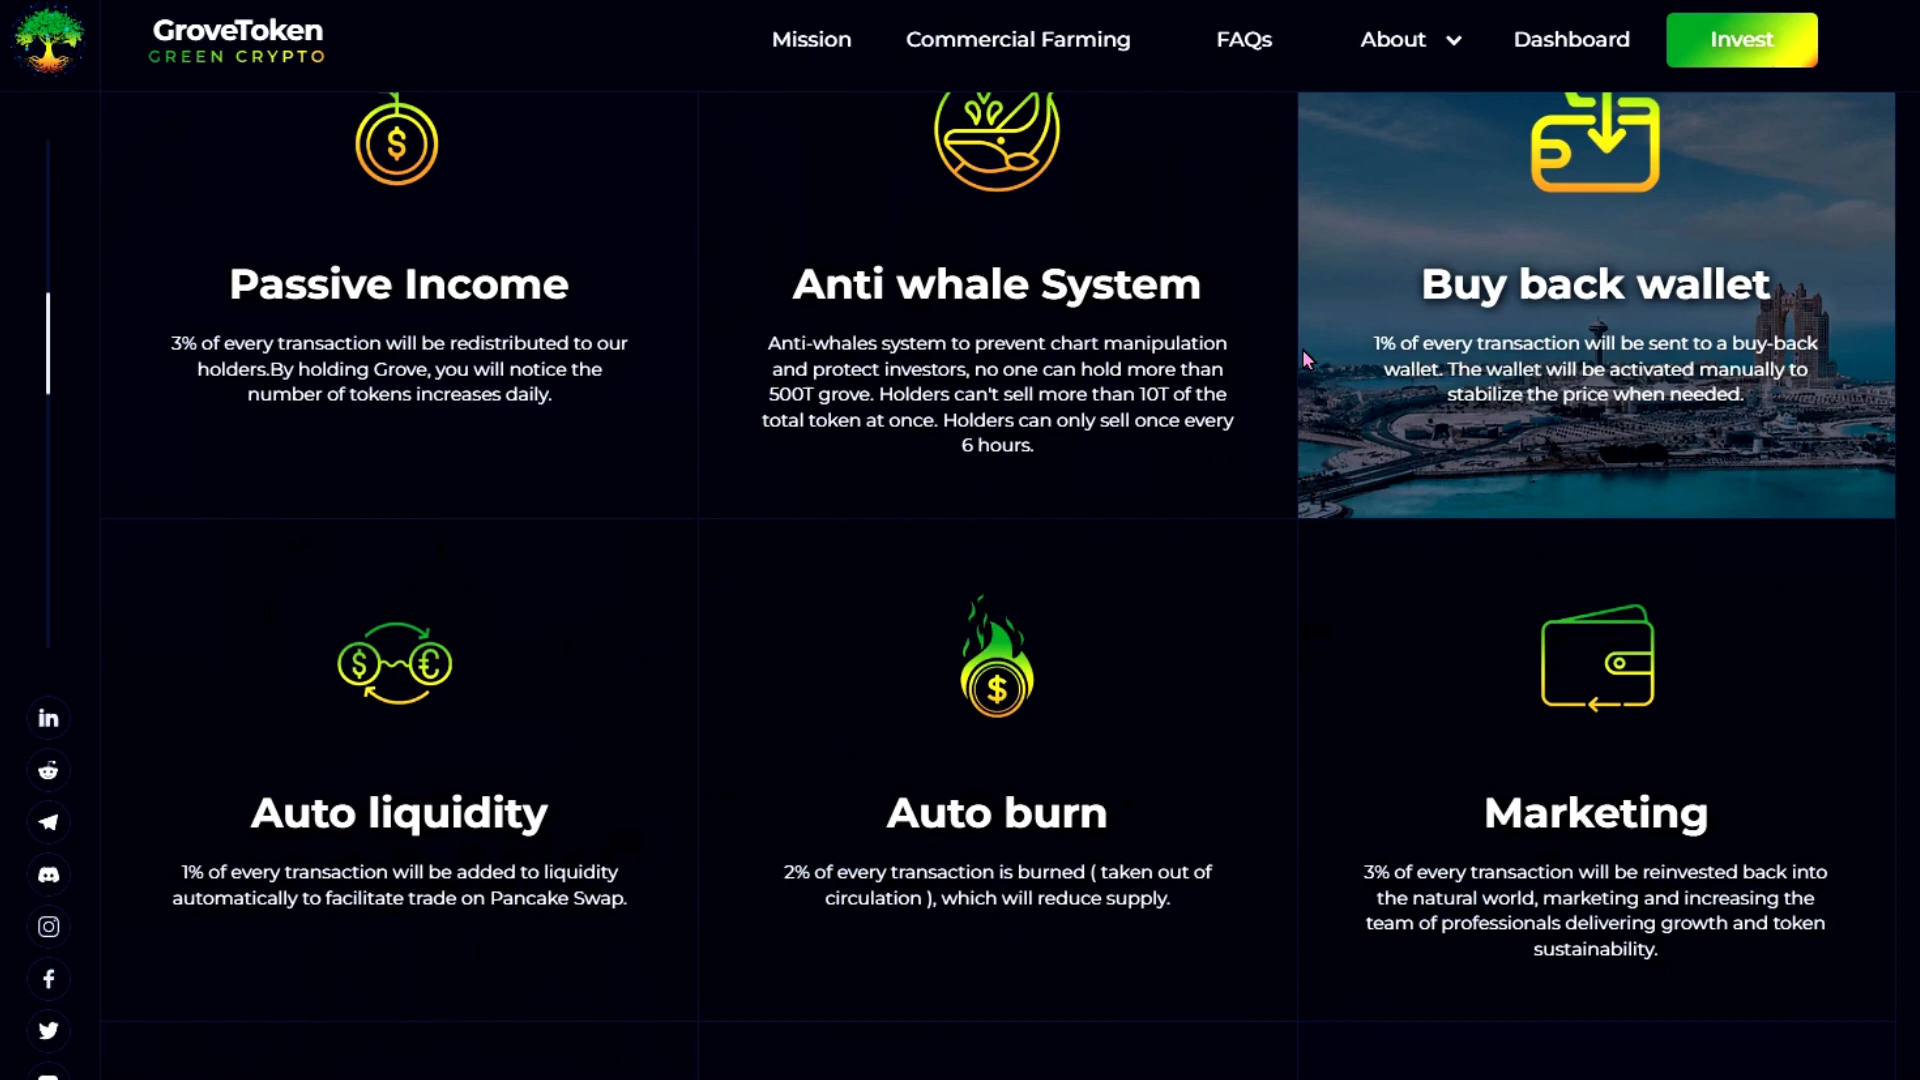 GroveToken
GREEN CRYPTO
Mission
Commercial Farming
FAQs
About
Dashboard
Invest
Passive Income
3% of every transaction will be redistributed to our
holders.By holding Grove, you will notice the
number of tokens increases daily.
Anti whale System
Anti-whales system to prevent chart manipulation
and protect investors, no one can hold more than
500T grove. Holders can't sell more than 10T of the
total token at once. Holders can only sell once every
6 hours.
Buy back wallet
1% of every transaction will be sent to a buy-back
wallet. The wallet will be activated manually to
stabilize the price when needed.
Auto liquidity
1% of every transaction will be added to liquidity
automatically to facilitate trade on Pancake Swap.
Auto burn
2% of every transaction is burned ( taken out of
circulation ), which will reduce supply.
Marketing
3% of every transaction will be reinvested back into
the natural world, marketing and increasing the
team of professionals delivering growth and token
sustainability.